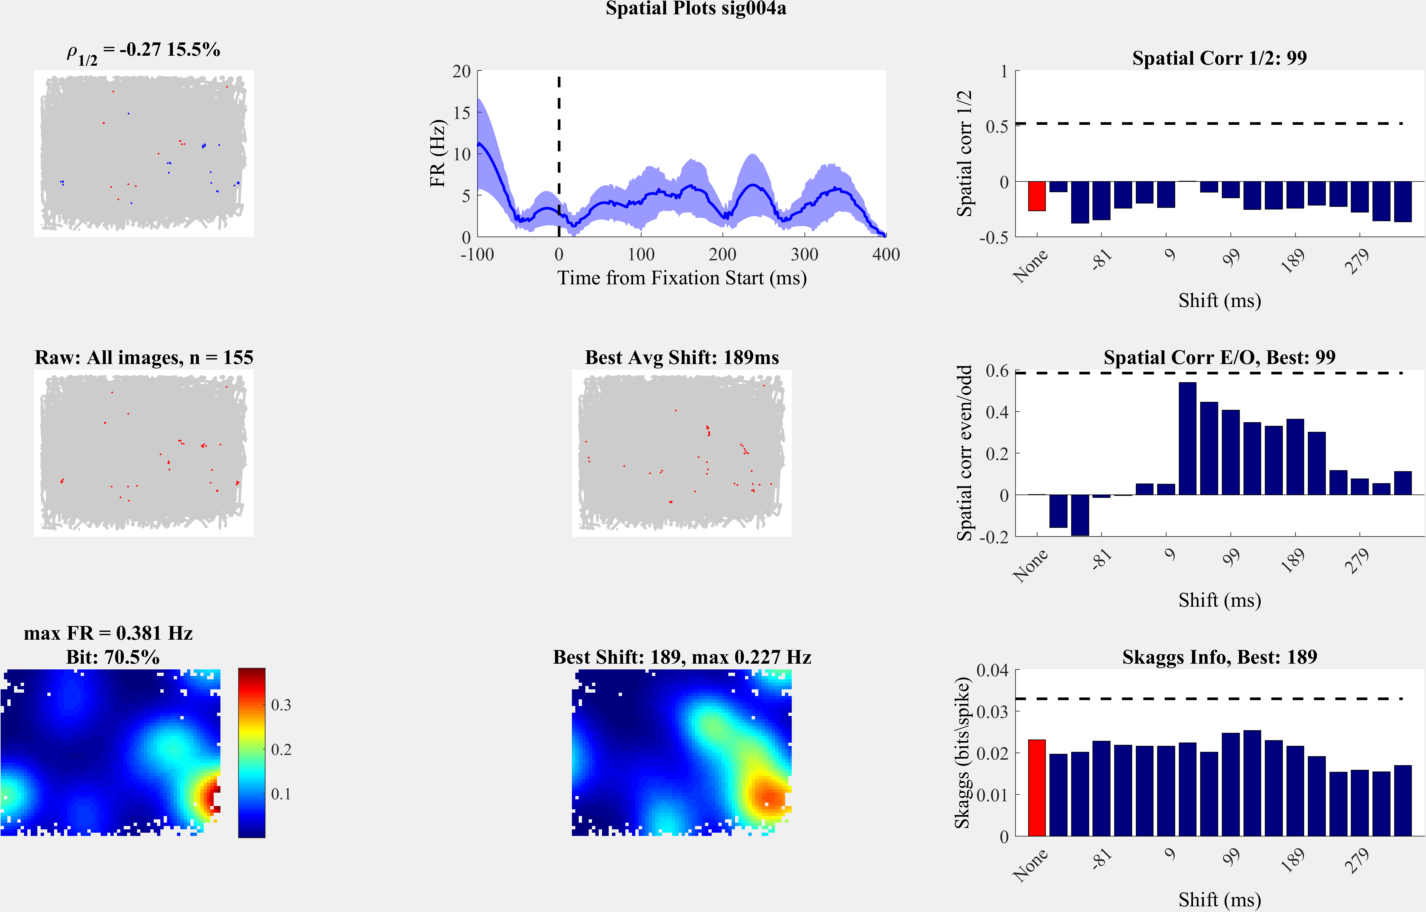 Spatial Plots sig004a
ρ1/2 = -0.27 15.5%
20
15
10
5
0
FR (Hz)
-100
0
100
200
300
400
Time from Fixation Start (ms)
Spatial Corr 1/2: 99
1
0.5
0
-0.5
Spatial corr 1/2
None
-81
9
99
189
279
Shift (ms)
Raw: All images, n = 155
Best Avg Shift: 189ms
Spatial Corr E/O, Best: 99
0.6
0.4
0.2
0
-0.2
Spatial corr even/odd
None
-81
9
99
189
279
Shift (ms)
max FR = 0.381 Hz
Bit: 70.5%
0.3
0.2
0.1
Best Shift: 189, max 0.227 Hz
Skaggs Info, Best: 189
0.04
0.03
0.02
0.01
0
Skaggs (bits\spike)
None
-81
9
99
189
279
Shift (ms)